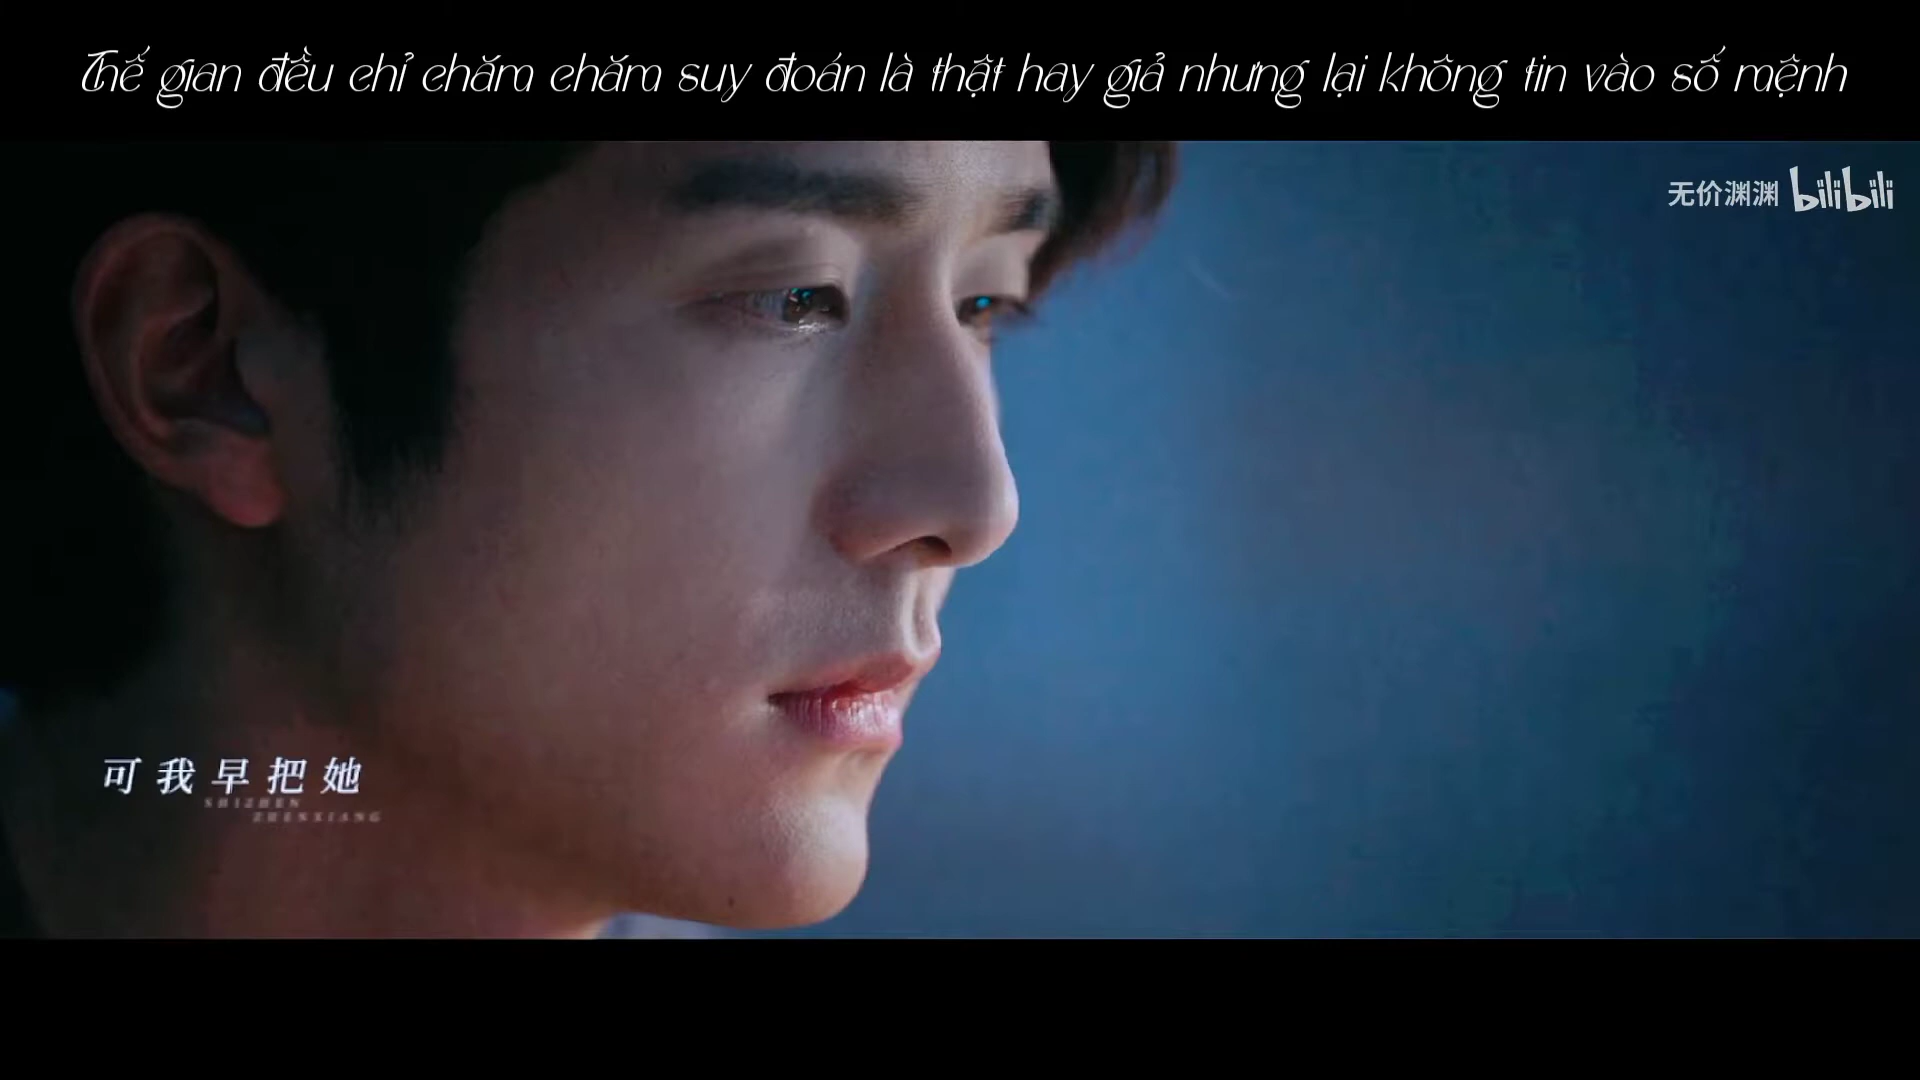 Thế gian đều chỉ chăm chăm suy đoán là thật hay giả nhưng lại không tin vào số mệnh
无价渊渊 bilibili
可我早把她
SHIZHEN
ZHENXIANG